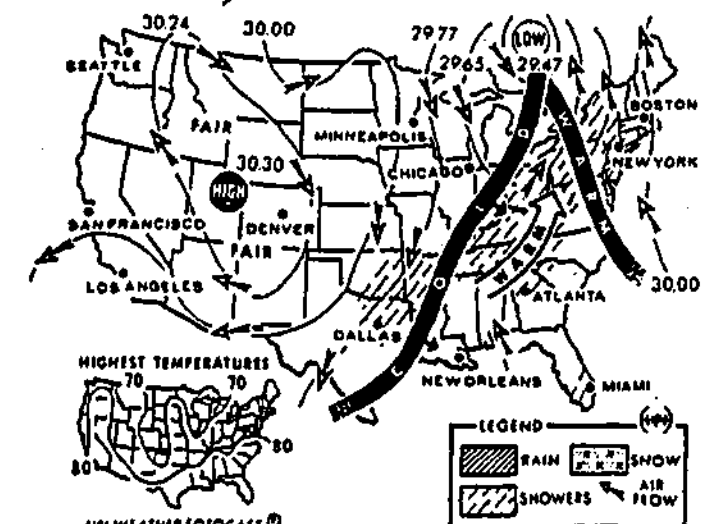 30.24
30.00
29.77
LOW
29.65
29.47
SEATTLE
BOSTON
FAIR
MINNEAPOLIS
WARM
NEW YORK
30.30
CHICAGO
HIGH
COLD
SAN FRANCISCO
DENVER
FAIR
WARM
30.00
LOS ANGELES
ATLANTA
DALLAS
NEW ORLEANS
MIAMI
HIGHEST TEMPERATURES
70
70
80
80
LEGEND
RAIN
SNOW
SHOWERS
AIR
FLOW